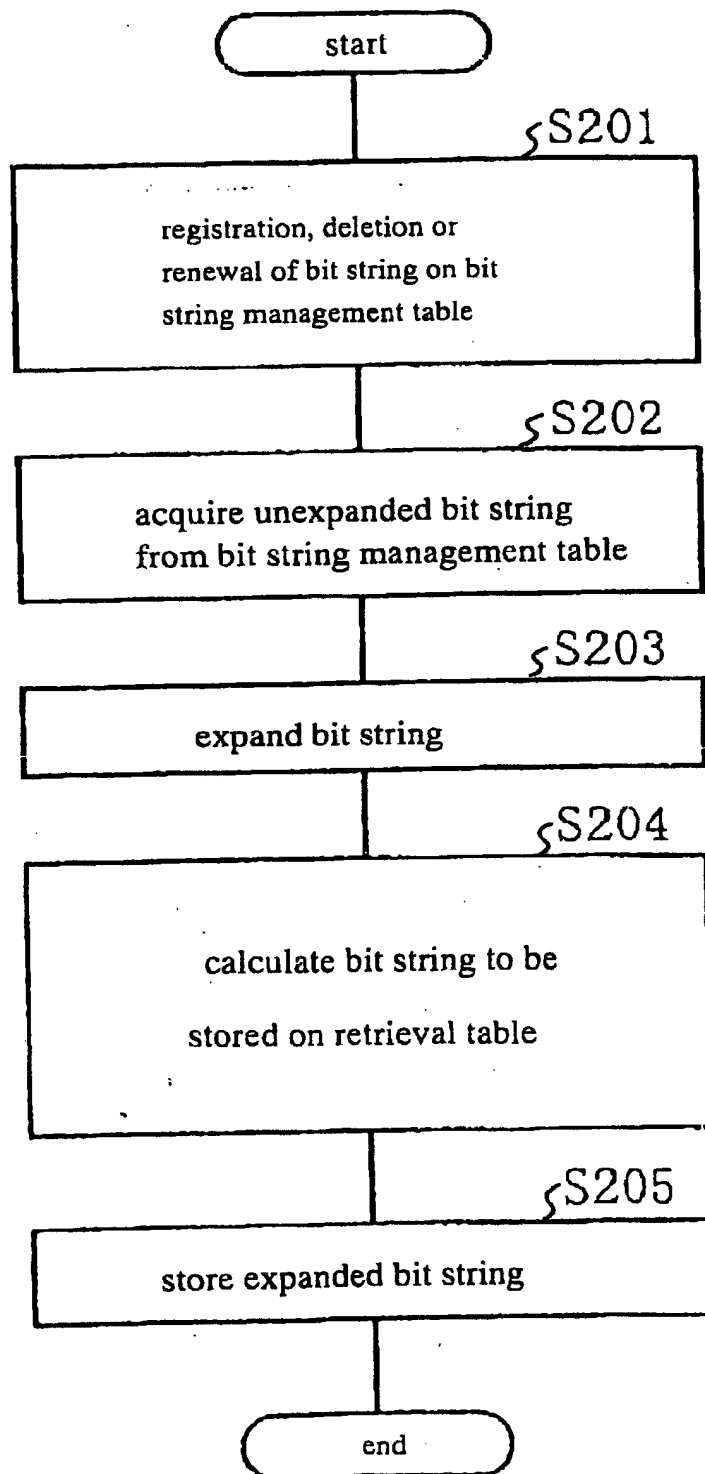 start
S201
registration, deletion or
renewal of bit string on bit
string management table
S202
acquire unexpanded bit string
from bit string management table
S203
expand bit string
S204
calculate bit string to be
stored on retrieval table
S205
store expanded bit string
end